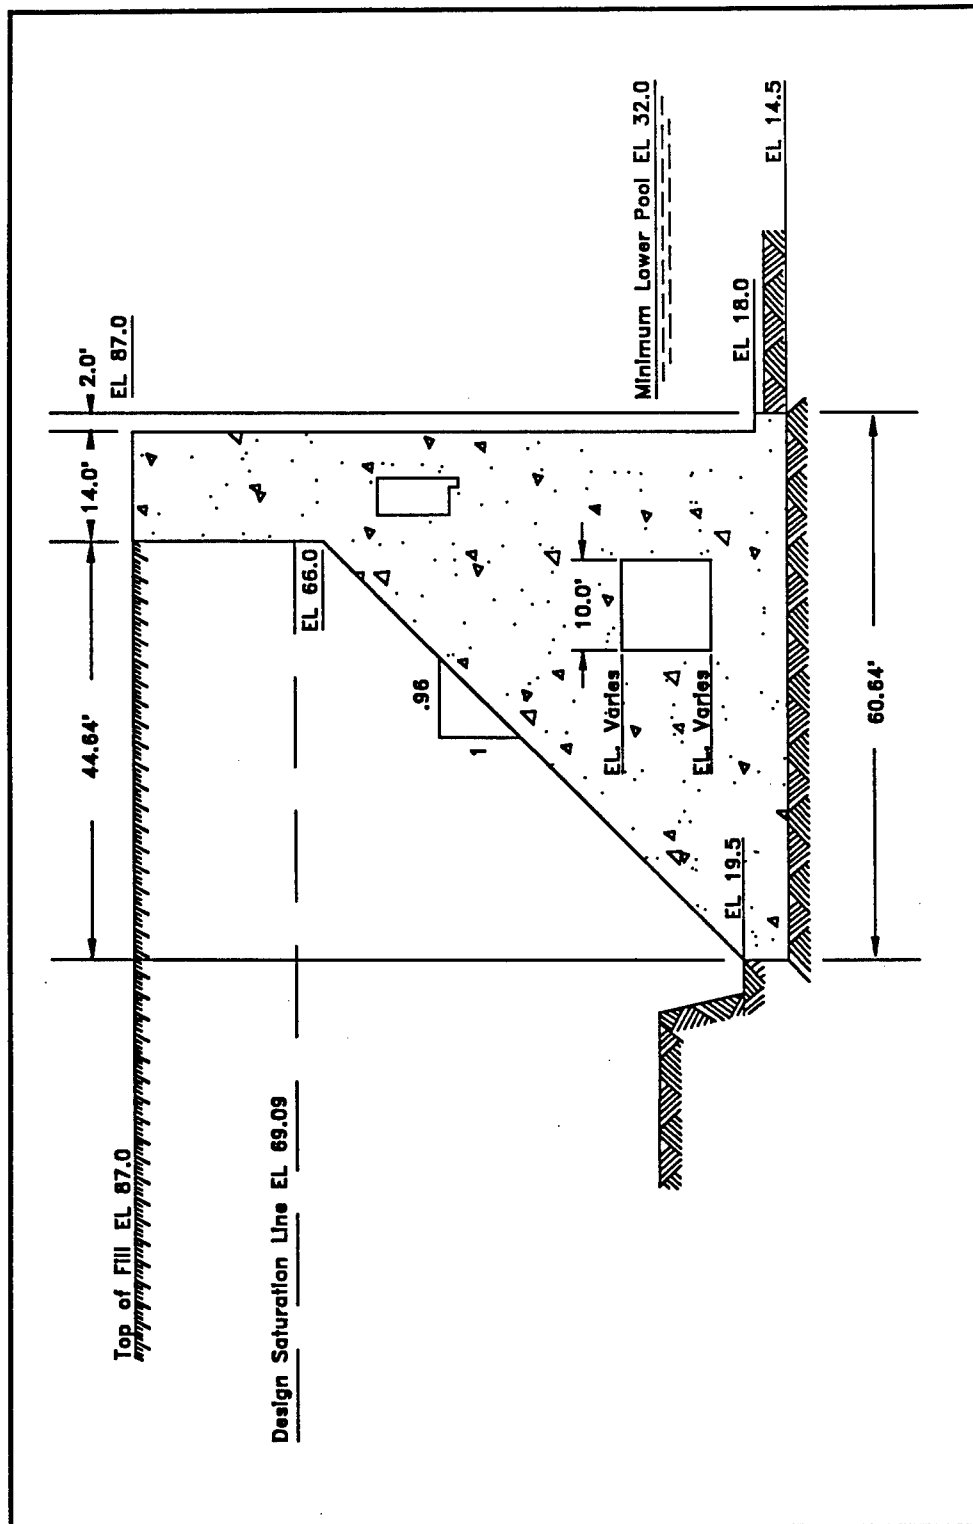 Top of Fill EL 87.0
44.64'
14.0'
2.0'
EL 87.0
Design Saturation Line EL 69.09
EL 66.0
.96
1
10.0'
EL. Varies
EL. Varies
Minimum Lower Pool EL 32.0
EL 19.5
EL 18.0
EL 14.5
60.64'